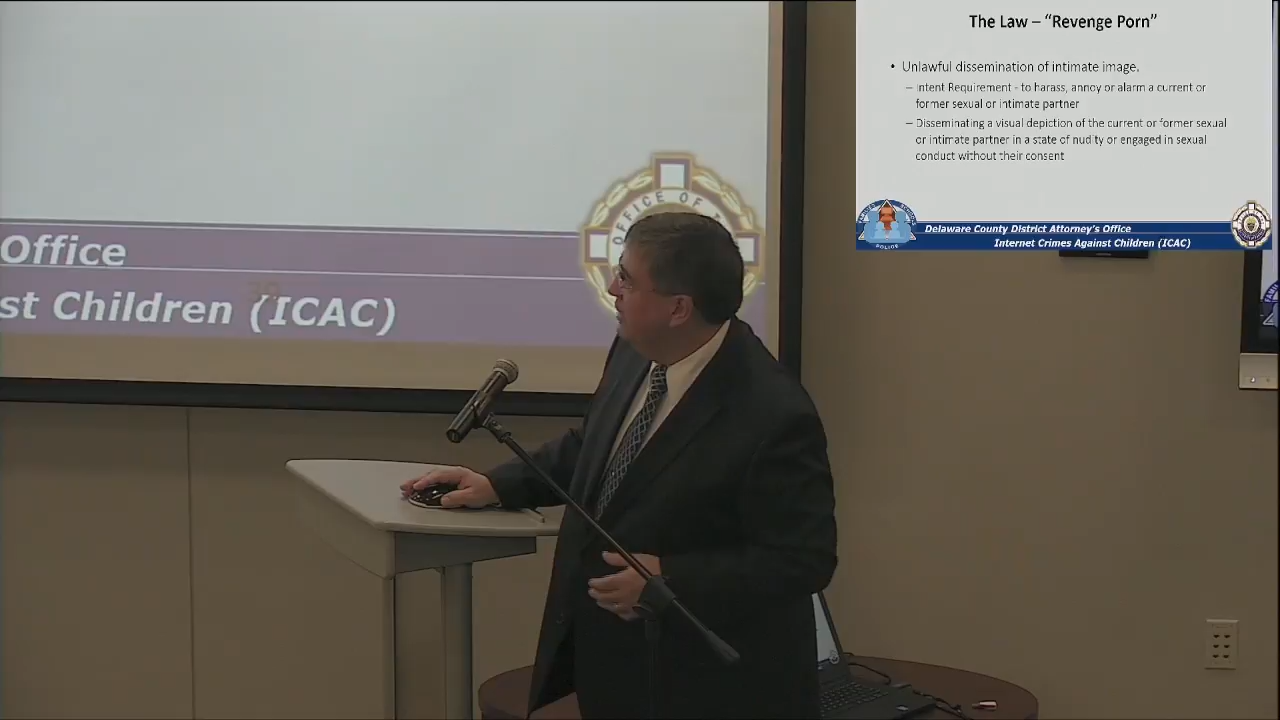 The Law – “Revenge Porn”
• Unlawful dissemination of intimate image.
– Intent Requirement - to harass, annoy or alarm a current or
former sexual or intimate partner
– Disseminating a visual depiction of the current or former sexual
or intimate partner in a state of nudity or engaged in sexual
conduct without their consent
Delaware County District Attorney's Office
Internet Crimes Against Children (ICAC)
POLICE
OFFICE OF
Office
st Children (ICAC)